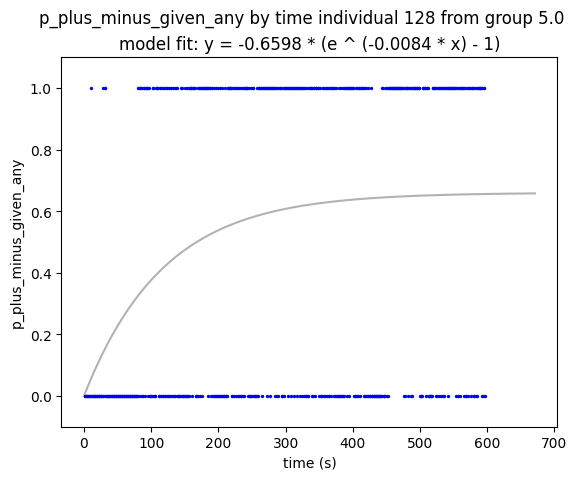 p_plus_minus_given_any by time individual 128 from group 5.0
model fit: y = -0.6598 * (e ^ (-0.0084 * x) - 1)
1.0
0.8
0.6
0.4
0.2
0.0
p_plus_minus_given_any
0 100 200 300 400 500 600 700
time (s)